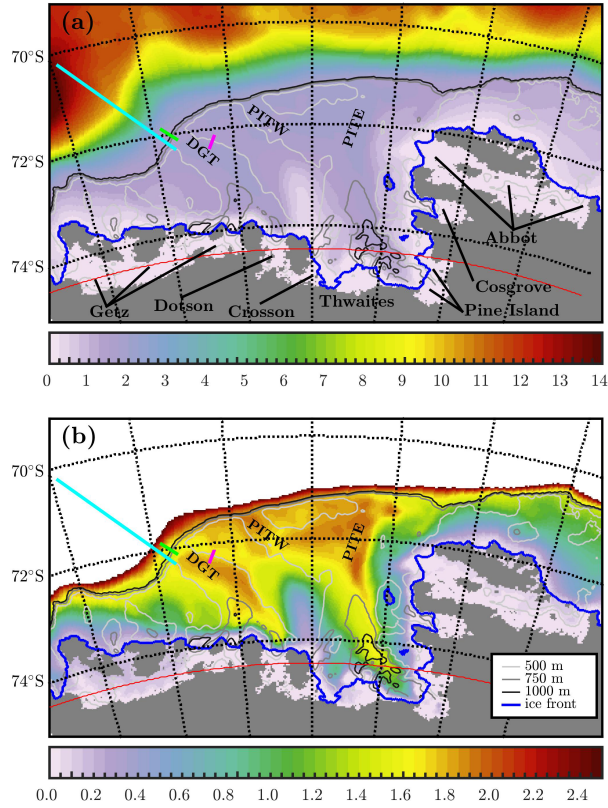 (a)
70°S
72°S
74°S
PITW
PITE
DGT
Abbot
Cosgrove
Getz
Dotson
Crosson
Thwaites
Pine Island
0 1 2 3 4 5 6 7 8 9 10 11 12 13 14
(b)
70°S
72°S
74°S
PITW
PITE
DGT
500 m
750 m
1000 m
ice front
0.0 0.2 0.4 0.6 0.8 1.0 1.2 1.4 1.6 1.8 2.0 2.2 2.4